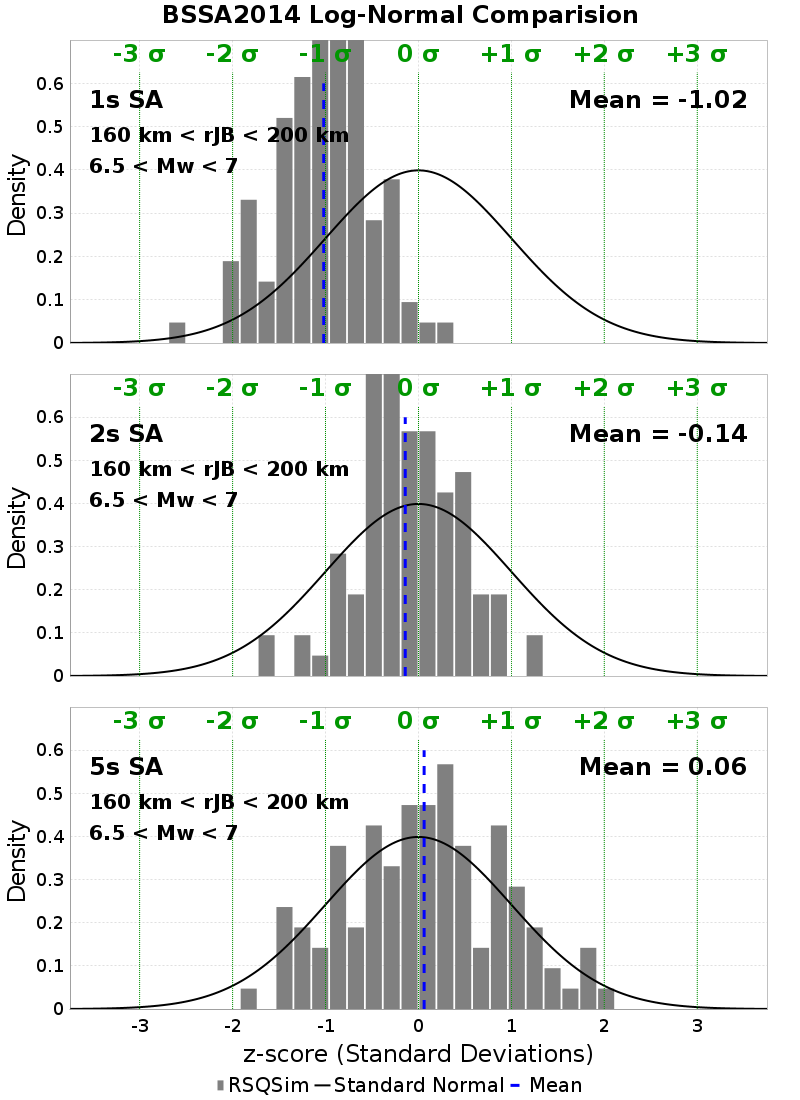 BSSA2014 Log-Normal Comparision
-3 σ -2 σ -1 σ 0 σ +1 σ +2 σ +3 σ
1s SA
Mean = -1.02
160 km < rJB < 200 km
6.5 < Mw < 7
Density
0.6
0.5
0.4
0.3
0.2
0.1
0
-3 σ -2 σ -1 σ 0 σ +1 σ +2 σ +3 σ
2s SA
Mean = -0.14
160 km < rJB < 200 km
6.5 < Mw < 7
Density
0.6
0.5
0.4
0.3
0.2
0.1
0
-3 σ -2 σ -1 σ 0 σ +1 σ +2 σ +3 σ
5s SA
Mean = 0.06
160 km < rJB < 200 km
6.5 < Mw < 7
Density
0.6
0.5
0.4
0.3
0.2
0.1
0
-3 -2 -1 0 1 2 3
z-score (Standard Deviations)
RSQSim Standard Normal Mean